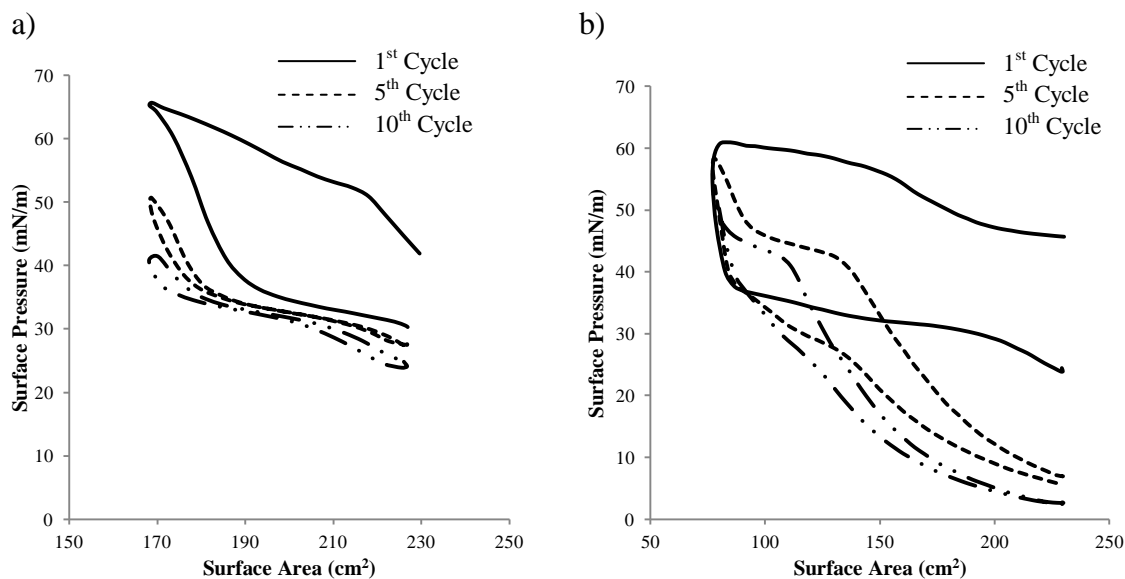 a)
1st Cycle
5th Cycle
10th Cycle
70
60
50
40
30
20
10
0
150 170 190 210 230 250
Surface Pressure (mN/m)
Surface Area (cm2)
b)
1st Cycle
5th Cycle
10th Cycle
70
60
50
40
30
20
10
0
50 100 150 200 250
Surface Pressure (mN/m)
Surface Area (cm2)